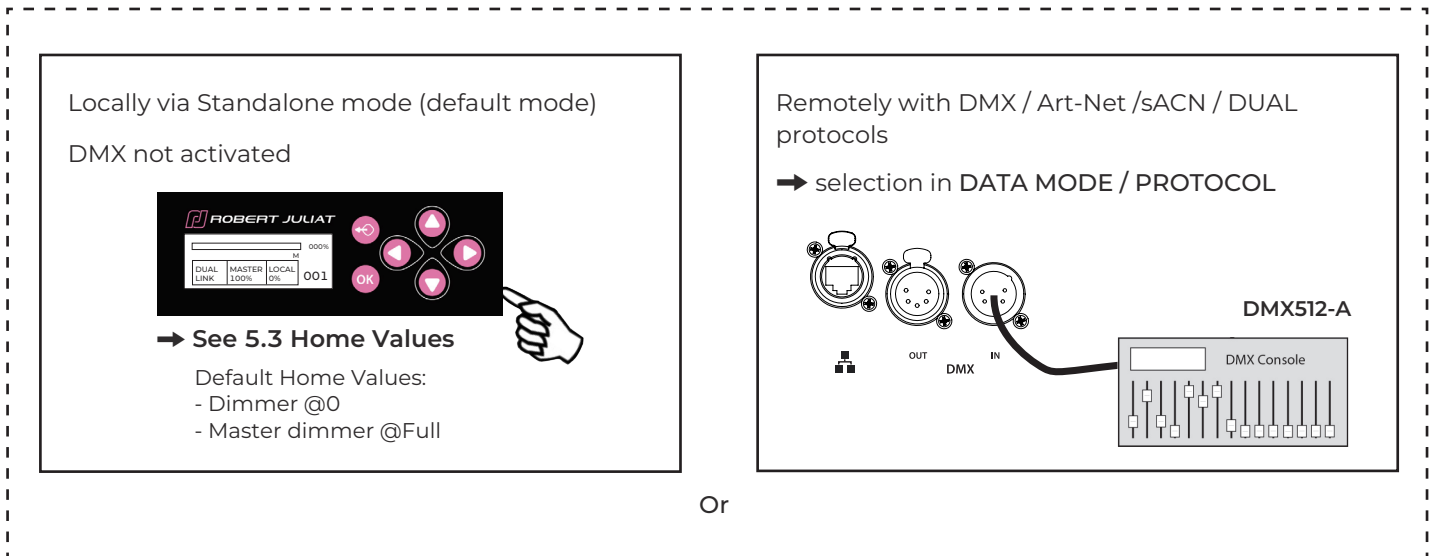 Locally via Standalone mode (default mode)
DMX not activated
ROBERT JULIAT
000%
M
DUAL LINK
MASTER 100%
LOCAL 0%
001
OK
➞ See 5.3 Home Values
Default Home Values:
- Dimmer @0
- Master dimmer @Full
Or
Remotely with DMX / Art-Net /sACN / DUAL
protocols
➞ selection in DATA MODE / PROTOCOL
DMX512-A
DMX Console
OUT
IN
DMX